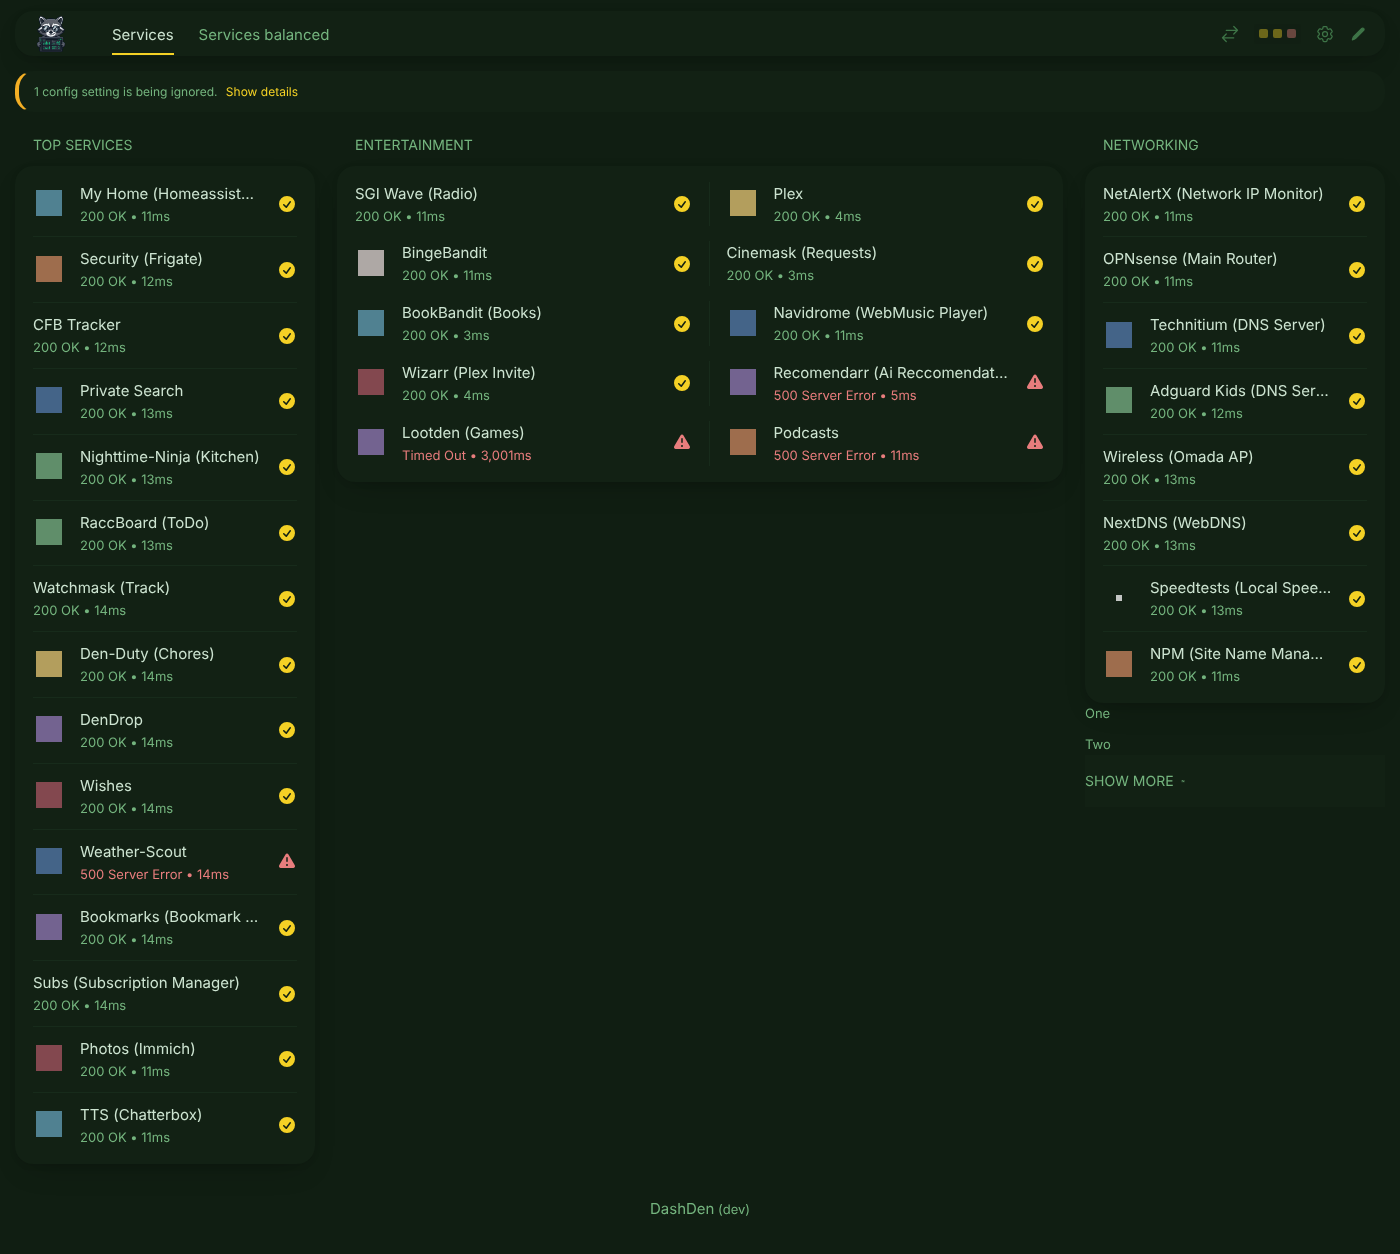 Services
Services balanced
1 config setting is being ignored. Show details
TOP SERVICES
My Home (Homeassist...
200 OK • 11ms
Security (Frigate)
200 OK • 12ms
CFB Tracker
200 OK • 12ms
Private Search
200 OK • 13ms
Nighttime-Ninja (Kitchen)
200 OK • 13ms
RaccBoard (ToDo)
200 OK • 13ms
Watchmask (Track)
200 OK • 14ms
Den-Duty (Chores)
200 OK • 14ms
DenDrop
200 OK • 14ms
Wishes
200 OK • 14ms
Weather-Scout
500 Server Error • 14ms
Bookmarks (Bookmark ...
200 OK • 14ms
Subs (Subscription Manager)
200 OK • 14ms
Photos (Immich)
200 OK • 11ms
TTS (Chatterbox)
200 OK • 11ms
ENTERTAINMENT
SGI Wave (Radio)
200 OK • 11ms
Plex
200 OK • 4ms
BingeBandit
200 OK • 11ms
Cinemask (Requests)
200 OK • 3ms
BookBandit (Books)
200 OK • 3ms
Navidrome (WebMusic Player)
200 OK • 11ms
Wizarr (Plex Invite)
200 OK • 4ms
Recomendarr (Ai Reccomendat...
500 Server Error • 5ms
Lootden (Games)
Timed Out • 3,001ms
Podcasts
500 Server Error • 11ms
NETWORKING
NetAlertX (Network IP Monitor)
200 OK • 11ms
OPNsense (Main Router)
200 OK • 11ms
Technitium (DNS Server)
200 OK • 11ms
Adguard Kids (DNS Ser...
200 OK • 12ms
Wireless (Omada AP)
200 OK • 13ms
NextDNS (WebDNS)
200 OK • 13ms
Speedtests (Local Spee...
200 OK • 13ms
NPM (Site Name Mana...
200 OK • 11ms
One
Two
SHOW MORE
DashDen (dev)